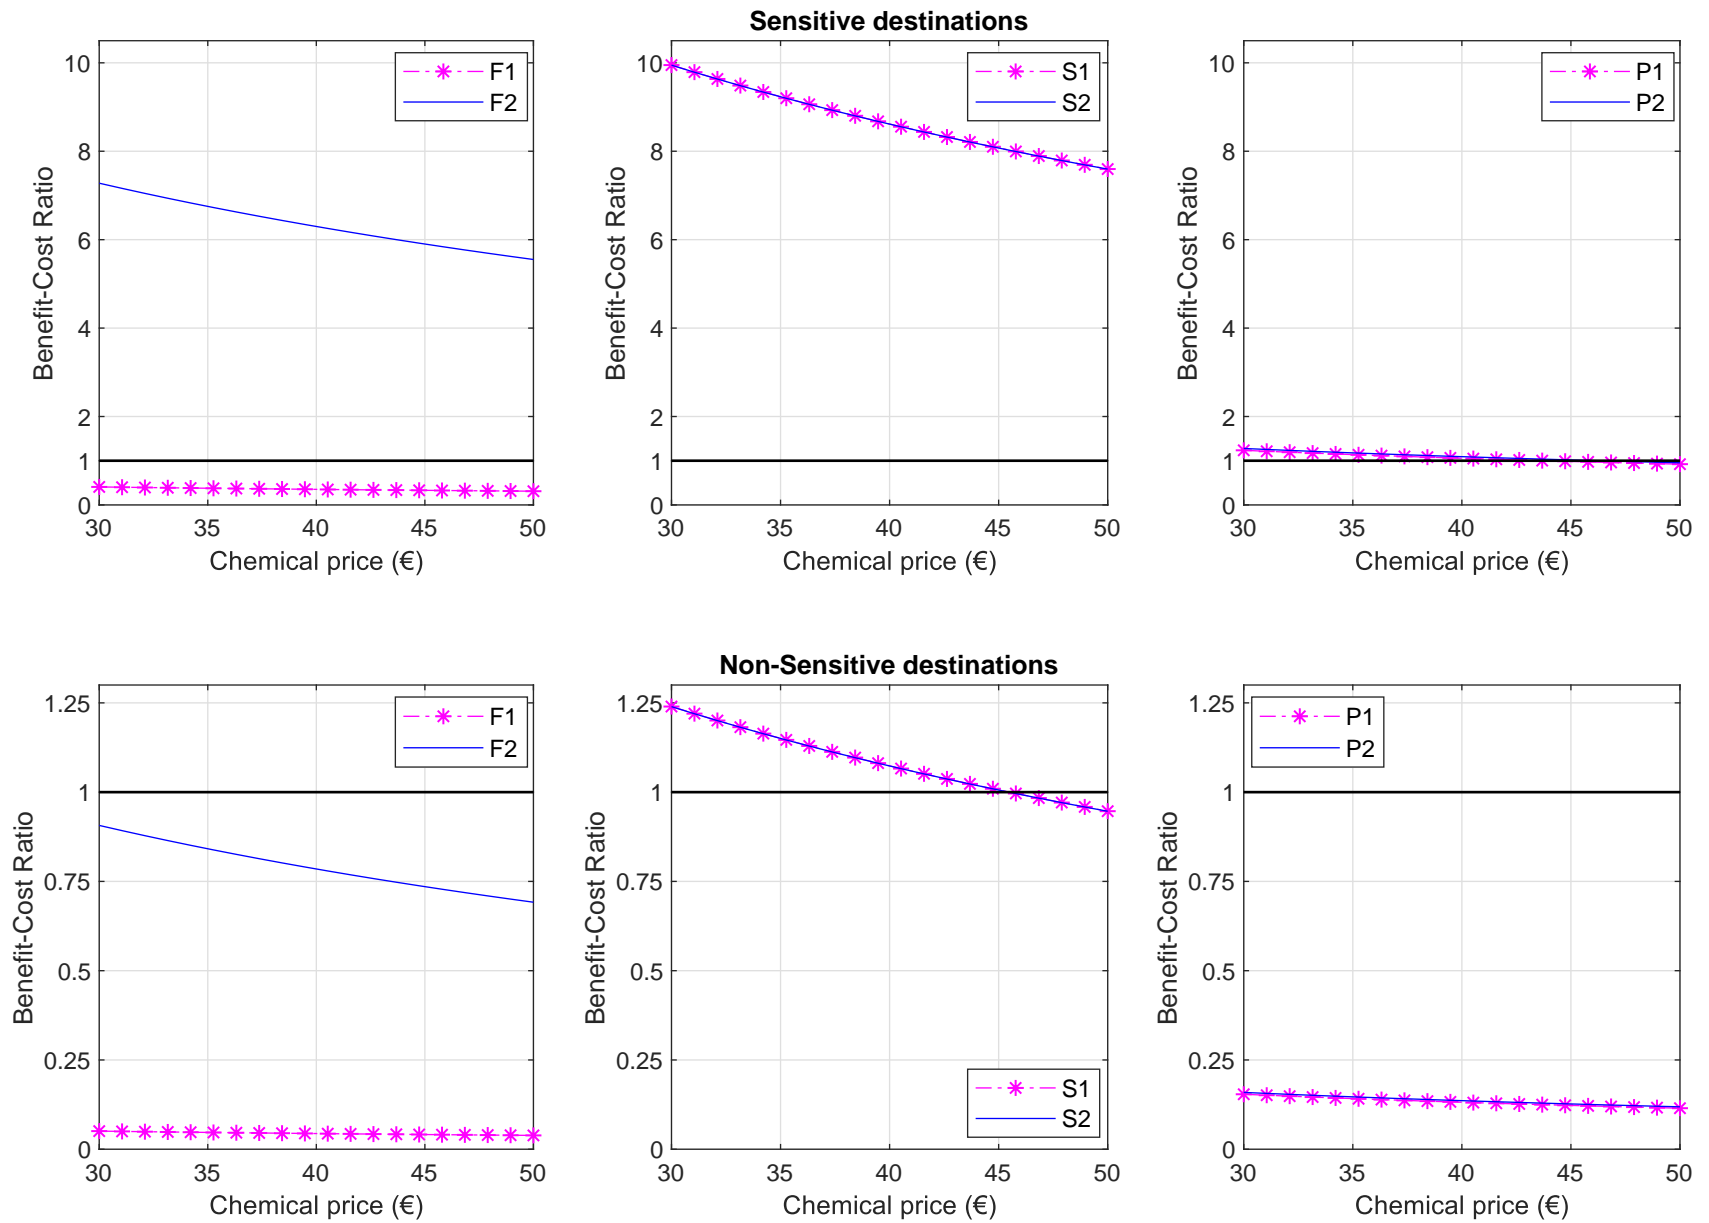 Sensitive destinations
10
8
6
4
2
1
0
Benefit-Cost Ratio
F1
F2
30 35 40 45 50
Chemical price (€)
10
8
6
4
2
1
0
Benefit-Cost Ratio
S1
S2
30 35 40 45 50
Chemical price (€)
10
8
6
4
2
1
0
Benefit-Cost Ratio
P1
P2
30 35 40 45 50
Chemical price (€)
Non-Sensitive destinations
1.25
1
0.75
0.5
0.25
0
Benefit-Cost Ratio
F1
F2
30 35 40 45 50
Chemical price (€)
1.25
1
0.75
0.5
0.25
0
Benefit-Cost Ratio
S1
S2
30 35 40 45 50
Chemical price (€)
1.25
1
0.75
0.5
0.25
0
Benefit-Cost Ratio
P1
P2
30 35 40 45 50
Chemical price (€)